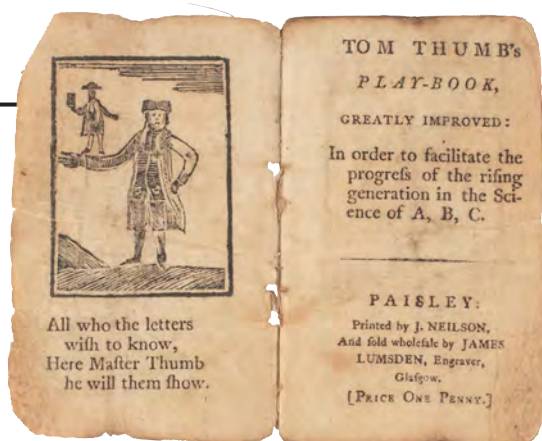 All who the letters
wiſh to know,
Here Maſter Thumb
he will them ſhow.
TOM THUMB's
PLAY-BOOK,
GREATLY IMPROVED:
In order to facilitate the
progreſs of the riſing
generation in the Sci-
ence of A, B, C.
PAISLEY:
Printed by J. NEILSON,
And ſold wholeſale by JAMES
LUMSDEN, Engraver,
Glaſgow.
[PRICE ONE PENNY.]